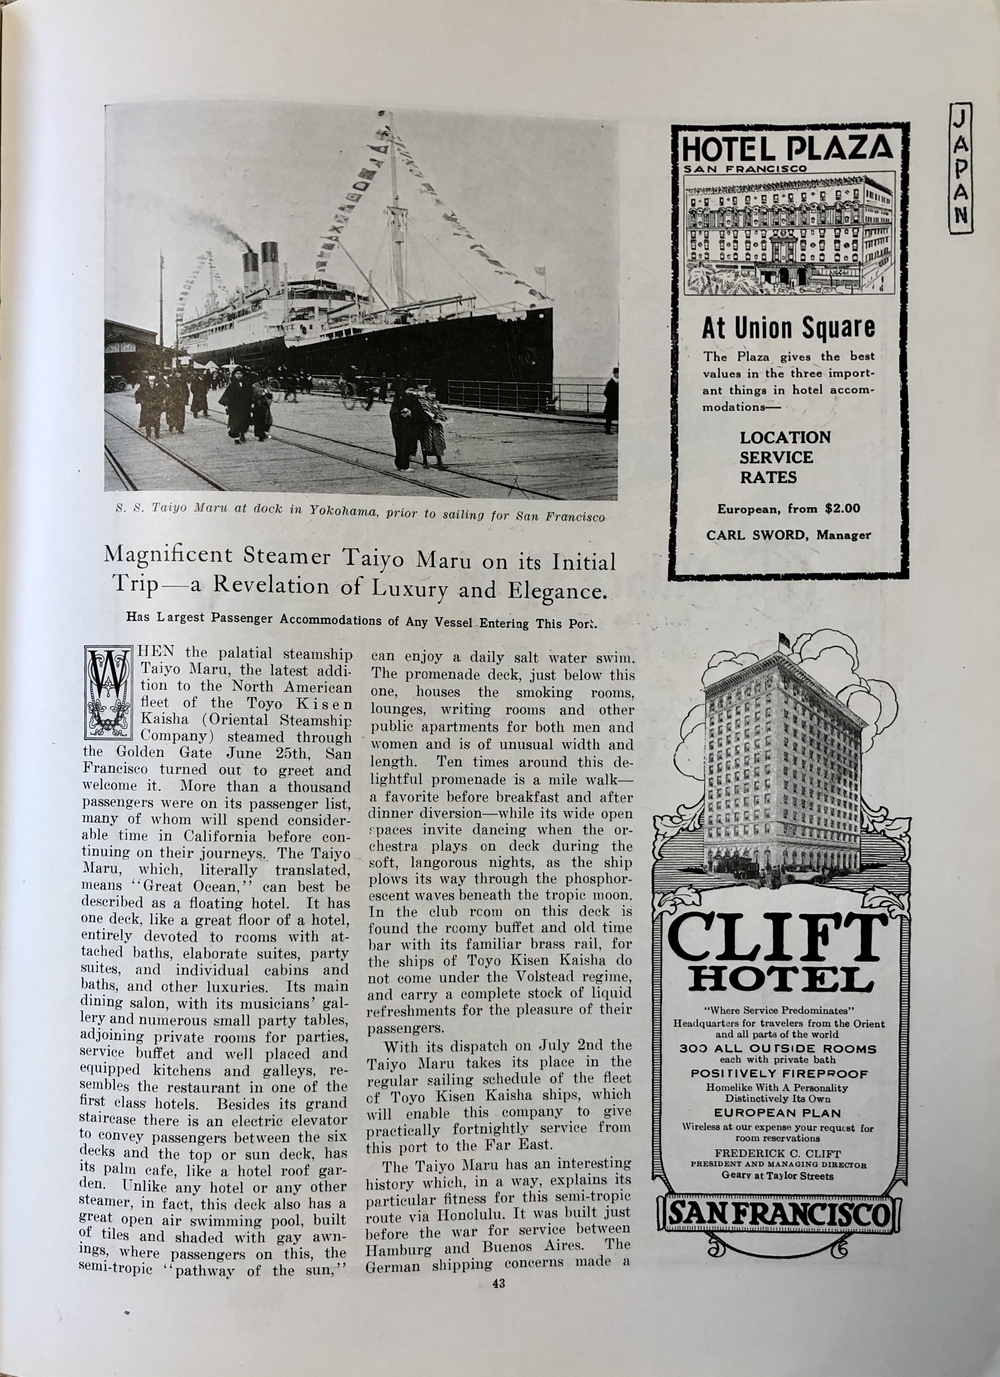 JAPAN
S. S. Taiyo Maru at dock in Yokohama, prior to sailing for San Francisco
Magnificent Steamer Taiyo Maru on its Initial
Trip—a Revelation of Luxury and Elegance.
Has Largest Passenger Accommodations of Any Vessel Entering This Port.
WHEN the palatial steamship
Taiyo Maru, the latest addi-
tion to the North American
fleet of the Toyo Kisen
Kaisha (Oriental Steamship
Company) steamed through
the Golden Gate June 25th, San
Francisco turned out to greet and
welcome it. More than a thousand
passengers were on its passenger list,
many of whom will spend consider-
able time in California before con-
tinuing on their journeys. The Taiyo
Maru, which, literally translated,
means "Great Ocean," can best be
described as a floating hotel. It has
one deck, like a great floor of a hotel,
entirely devoted to rooms with at-
tached baths, elaborate suites, party
suites, and individual cabins and
baths, and other luxuries. Its main
dining salon, with its musicians' gal-
lery and numerous small party tables,
adjoining private rooms for parties,
service buffet and well placed and
equipped kitchens and galleys, re-
sembles the restaurant in one of the
first class hotels. Besides its grand
staircase there is an electric elevator
to convey passengers between the six
decks and the top or sun deck, has
its palm cafe, like a hotel roof gar-
den. Unlike any hotel or any other
steamer, in fact, this deck also has a
great open air swimming pool, built
of tiles and shaded with gay awn-
ings, where passengers on this, the
semi-tropic "pathway of the sun,"
can enjoy a daily salt water swim.
The promenade deck, just below this
one, houses the smoking rooms,
lounges, writing rooms and other
public apartments for both men and
women and is of unusual width and
length. Ten times around this de-
lightful promenade is a mile walk—
a favorite before breakfast and after
dinner diversion—while its wide open
spaces invite dancing when the or-
chestra plays on deck during the
soft, langorous nights, as the ship
plows its way through the phosphor-
escent waves beneath the tropic moon.
In the club room on this deck is
found the roomy buffet and old time
bar with its familiar brass rail, for
the ships of Toyo Kisen Kaisha do
not come under the Volstead regime,
and carry a complete stock of liquid
refreshments for the pleasure of their
passengers.
With its dispatch on July 2nd the
Taiyo Maru takes its place in the
regular sailing schedule of the fleet
of Toyo Kisen Kaisha ships, which
will enable this company to give
practically fortnightly service from
this port to the Far East.
The Taiyo Maru has an interesting
history which, in a way, explains its
particular fitness for this semi-tropic
route via Honolulu. It was built just
before the war for service between
Hamburg and Buenos Aires. The
German shipping concerns made a
43
HOTEL PLAZA
SAN FRANCISCO
At Union Square
The Plaza gives the best
values in the three import-
ant things in hotel accom-
modations—
LOCATION
SERVICE
RATES
European, from $2.00
CARL SWORD, Manager
CLIFT
HOTEL
"Where Service Predominates"
Headquarters for travelers from the Orient
and all parts of the world
300 ALL OUTSIDE ROOMS
each with private bath
POSITIVELY FIREPROOF
Homelike With A Personality
Distinctively Its Own
EUROPEAN PLAN
Wireless at our expense your request for
room reservations
FREDERICK C. CLIFT
PRESIDENT AND MANAGING DIRECTOR
Geary at Taylor Streets
SAN FRANCISCO